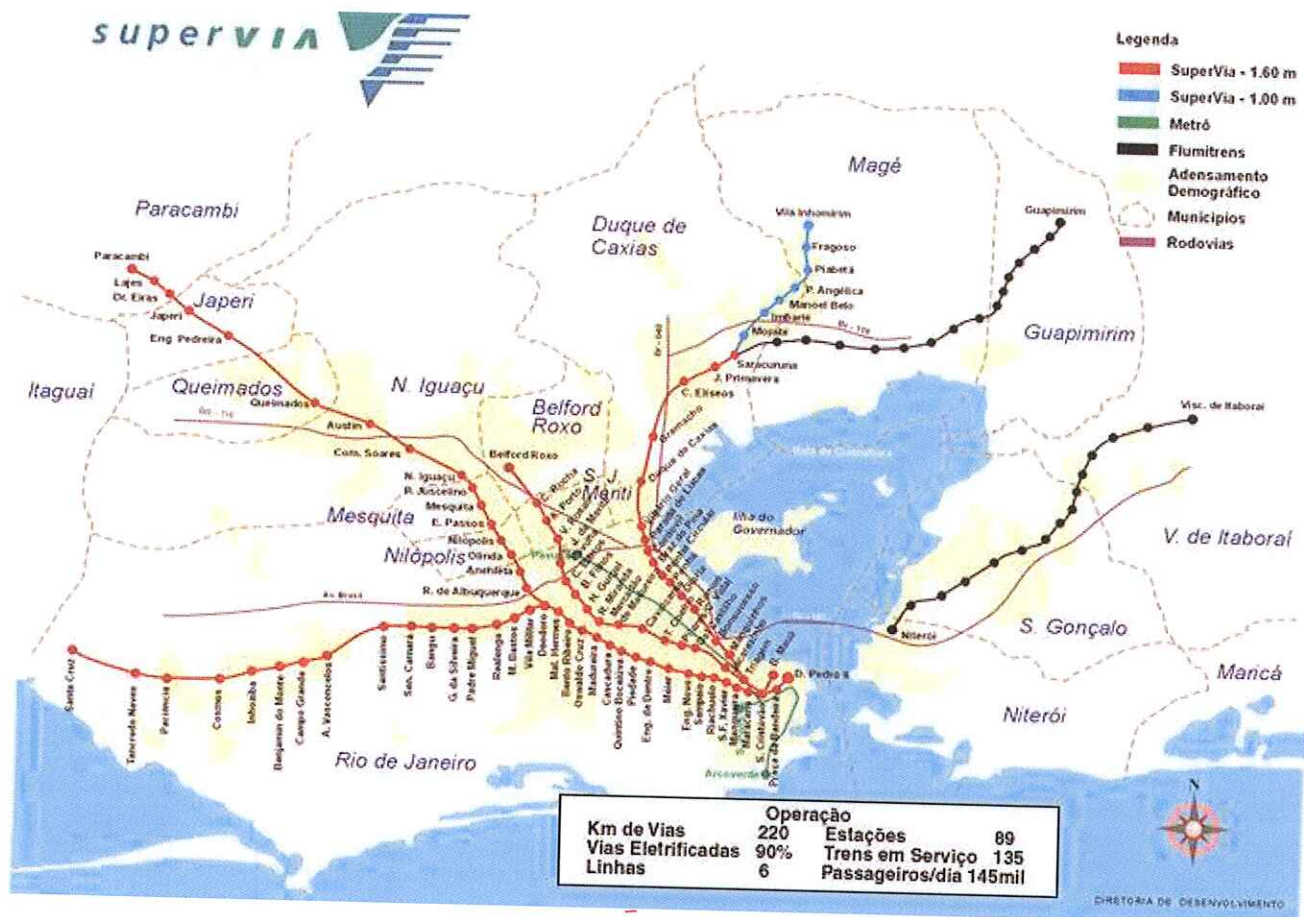 superVIA
Legenda
SuperVia - 1.60 m
SuperVia - 1.00 m
Metrô
Flumitrens
Adensamento
Demográfico
Municípios
Rodovias
Magé
Paracambi
Duque de
Caxias
Vila Inhomirim
Guapimirim
Fragoso
Piabetá
P. Angélica
Manoel Belo
Imbariê
Saracuruna
J. Primavera
C. Elíseos
Gramacho
Duque de Caxias
Guapimirim
Paracambi
Lajes
Dr. Eiras
Japeri
Japeri
Eng Pedreira
Itaguaí
Queimados
N. Iguaçu
Queimados
Belford
Roxo
Visc. de Itaboraí
Austin
Com. Soares
Belford Roxo
S. J.
Meriti
N. Iguaçu
P. Juscelino
Mesquita
Mesquita
E. Passos
Nilópolis
Nilópolis
Olinda
Anchieta
R. de Albuquerque
Av. Brasil
C. Rocha
Ilha do
Governador
V. de Itaboraí
S. Gonçalo
Niterói
Maricá
Niterói
Santa Cruz
Tancredo Neves
Paciência
Cosmos
Inhoaíba
Benjamin do Monte
Campo Grande
A. Vasconcelos
Santíssimo
Sen. Camará
Bangu
G. da Silveira
Padre Miguel
Realengo
M. Bastos
Vila Militar
Deodoro
Mal. Hermes
Bento Ribeiro
Oswaldo Cruz
Madureira
Cascadura
Quintino Bocaiúva
Piedade
Eng. de Dentro
Méier
Eng. Novo
Sampaio
Riachuelo
S.F. Xavier
S. Cristóvão
Praça da Bandeira
B. Mauá
D. Pedro II
Arcoverde
Rio de Janeiro
N
Operação
Km de Vias 220 Estações 89
Vias Eletrificadas 90% Trens em Serviço 135
Linhas 6 Passageiros/dia 145mil
DIRETORIA DE DESENVOLVIMENTO